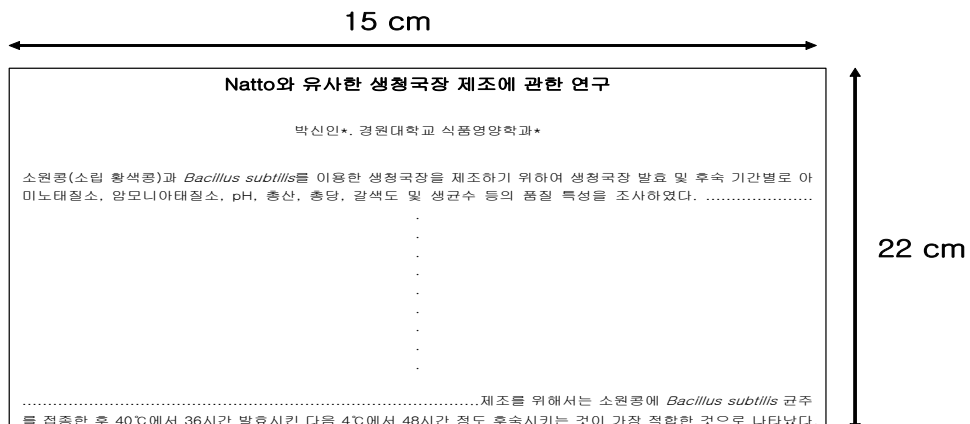 15 cm
Natto와 유사한 생청국장 제조에 관한 연구
박신인*. 경원대학교 식품영양학과*
소원콩(소립 황색콩)과 Bacillus subtilis를 이용한 생청국장을 제조하기 위하여 생청국장 발효 및 후숙 기간별로 아
미노태질소, 암모니아태질소, pH, 총산, 총당, 갈색도 및 생균수 등의 품질 특성을 조사하였다. .....................
.
.
.
.
.
.
.
.
.
22 cm
..........................................................................................제조를 위해서는 소원콩에 Bacillus subtilis 균주
를 접종한 후 40℃에서 36시간 발효시킨 다음 4℃에서 48시간 정도 후숙시키는 것이 가장 적합한 것으로 나타났다